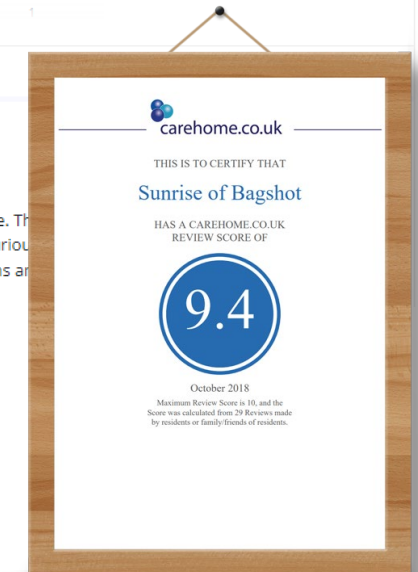 carehome.co.uk
THIS IS TO CERTIFY THAT
Sunrise of Bagshot
HAS A CAREHOME.CO.UK
REVIEW SCORE OF
9.4
October 2018
Maximum Review Score is 10, and the
Score was calculated from 29 Reviews made
by residents or family/friends of residents.